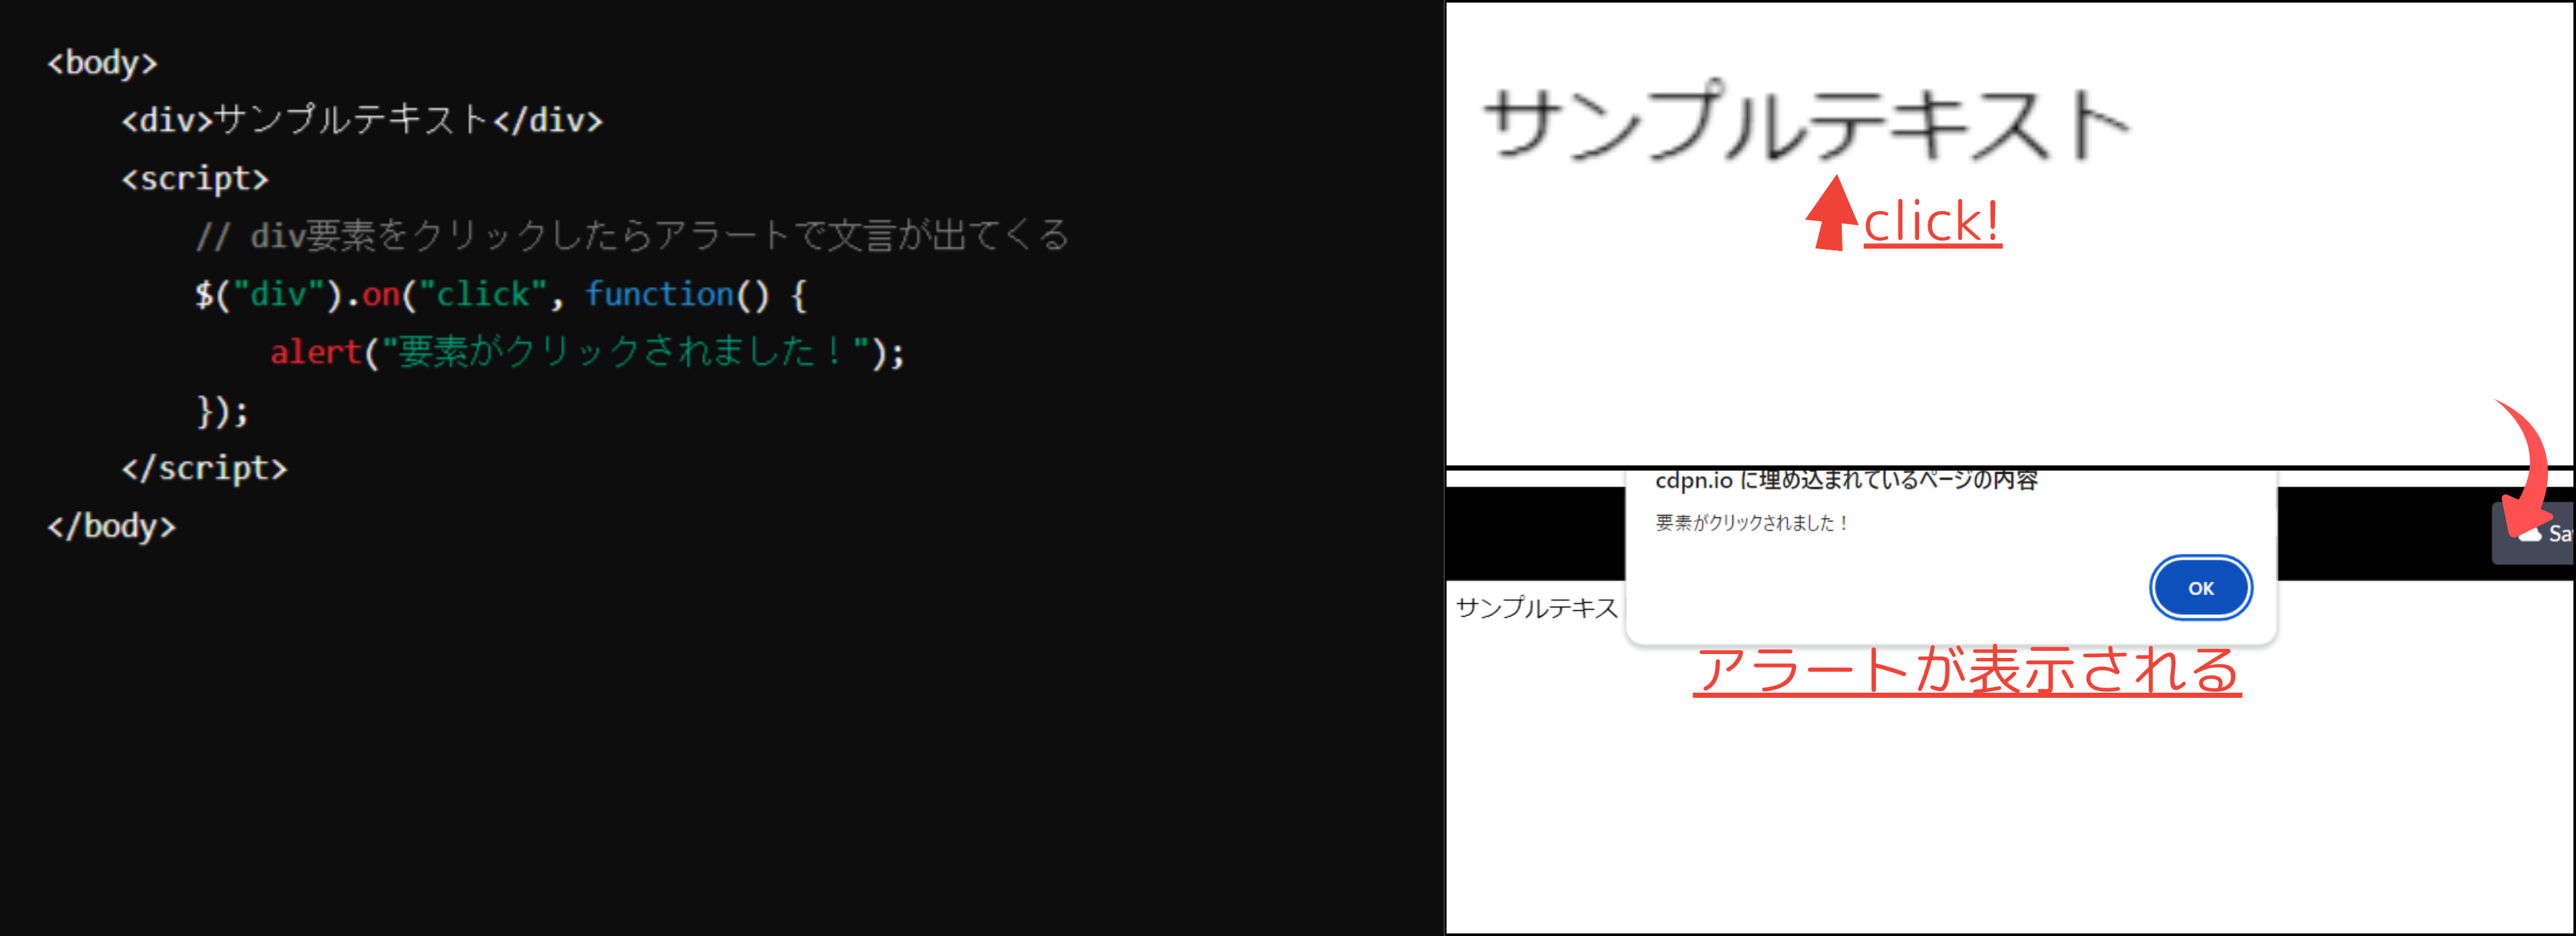 <body>
<div>サンプルテキスト</div>
<script>
// div要素をクリックしたらアラートで文言が出てくる
$("div").on("click", function() {
alert("要素がクリックされました！");
});
</script>
</body>
サンプルテキスト
click!
cdpn.io に埋め込まれているページの内容
要素がクリックされました！
Sa
OK
サンプルテキス
アラートが表示される